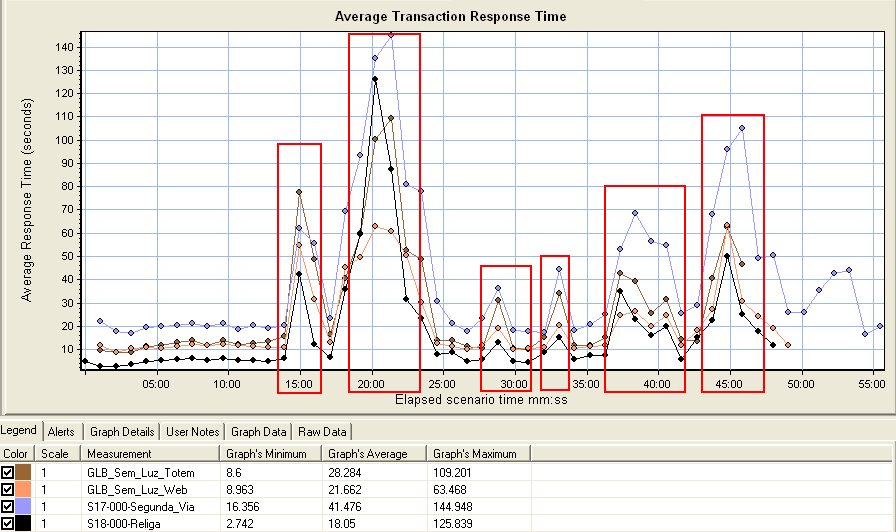 Average Transaction Response Time
Average Response Time (seconds)
140
130
120
110
100
90
80
70
60
50
40
30
20
10
05:00 10:00 15:00 20:00 25:00 30:00 35:00 40:00 45:00 50:00 55:00
Elapsed scenario time mm:ss
Legend Alerts Graph Details User Notes Graph Data Raw Data
Color Scale Measurement Graph's Minimum Graph's Average Graph's Maximum
1 GLB_Sem_Luz_Totem 8.6 28.284 109.201
1 GLB_Sem_Luz_Web 8.963 21.662 63.468
1 S17-000-Segunda_Via 16.356 41.476 144.948
1 S18-000-Religa 2.742 18.05 125.839